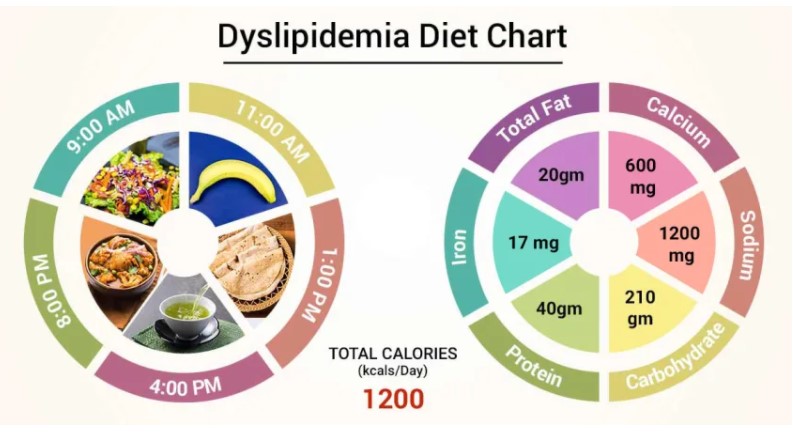 Dyslipidemia Diet Chart
9:00 AM
11:00 AM
1:00 PM
4:00 PM
8:00 PM
TOTAL CALORIES
(kcals/Day)
1200
Total Fat
20gm
Calcium
600
mg
Sodium
1200
mg
Carbohydrate
210
gm
Protein
40gm
Iron
17 mg